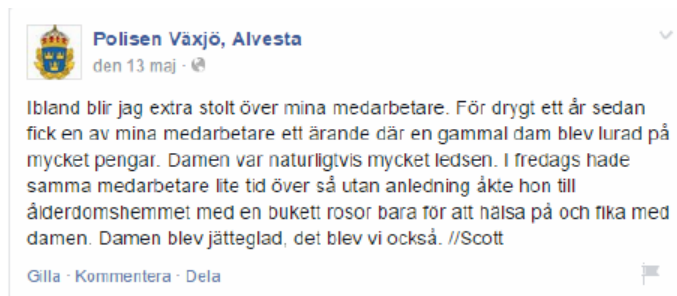 Polisen Växjö, Alvesta
den 13 maj ·
Ibland blir jag extra stolt över mina medarbetare. För drygt ett år sedan
fick en av mina medarbetare ett ärande där en gammal dam blev lurad på
mycket pengar. Damen var naturligtvis mycket ledsen. I fredags hade
samma medarbetare lite tid över så utan anledning åkte hon till
ålderdomshemmet med en bukett rosor bara för att hälsa på och fika med
damen. Damen blev jätteglad, det blev vi också. //Scott
Gilla · Kommentera · Dela